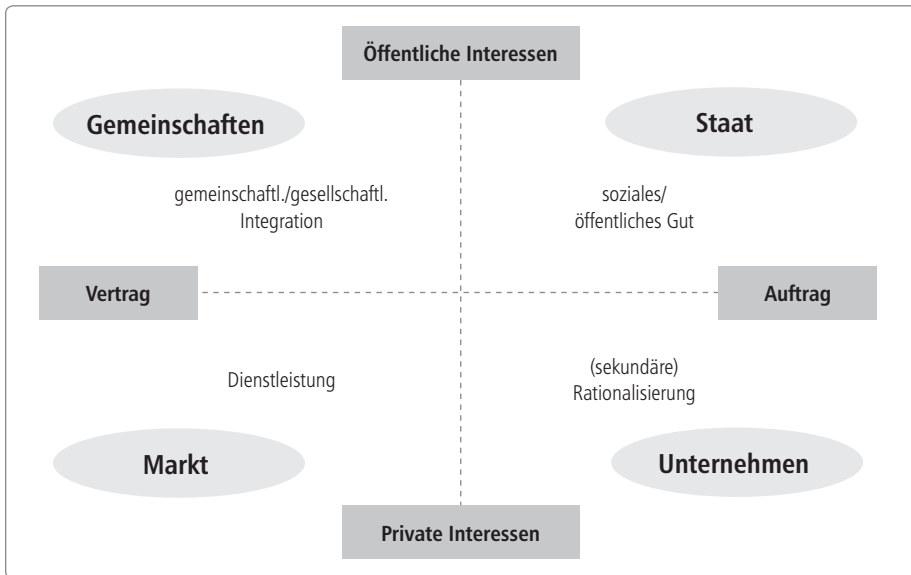 Öffentliche Interessen
Gemeinschaften
Staat
gemeinschaftl./gesellschaftl.
Integration
soziales/
öffentliches Gut
Vertrag
Auftrag
Dienstleistung
(sekundäre)
Rationalisierung
Markt
Unternehmen
Private Interessen